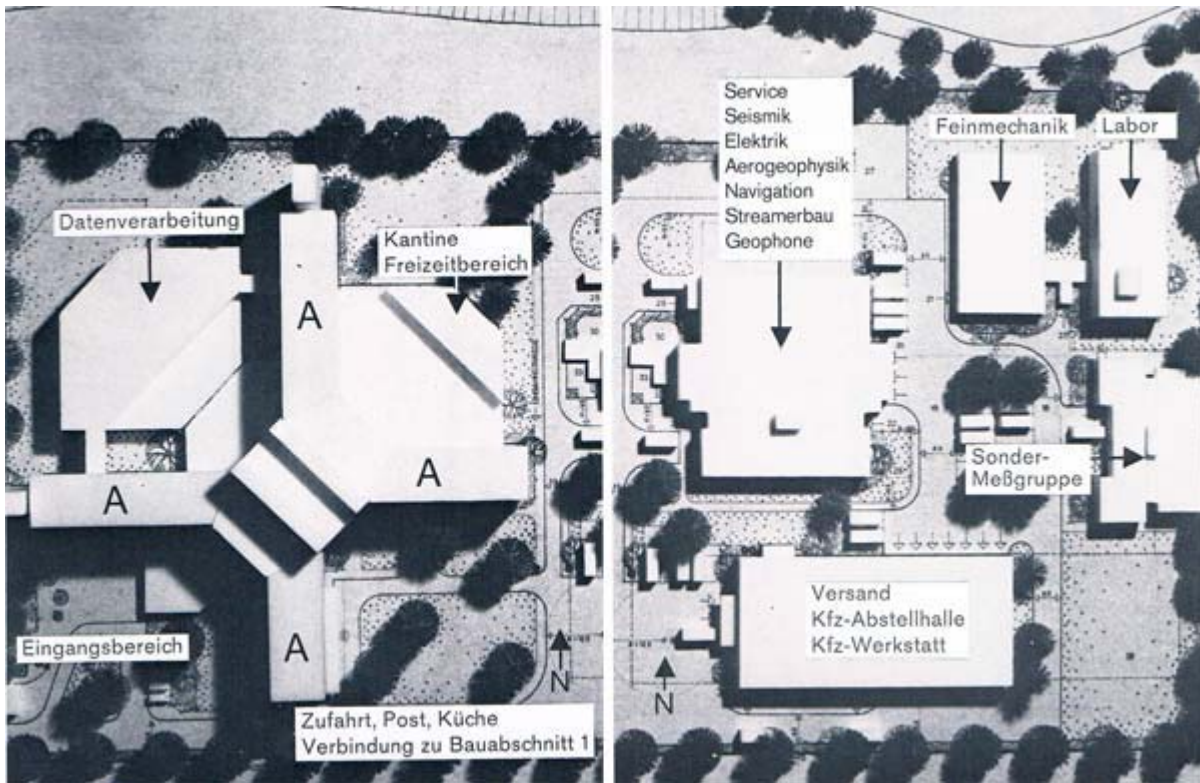 Datenverarbeitung
Kantine
Freizeitbereich
A
A
A
A
Eingangsbereich
N
Zufahrt, Post, Küche
Verbindung zu Bauabschnitt 1
Service
Seismik
Elektrik
Aerogeophysik
Navigation
Streamerbau
Geophone
Feinmechanik
Labor
Sonder-
Meßgruppe
Versand
Kfz-Abstellhalle
Kfz-Werkstatt
N